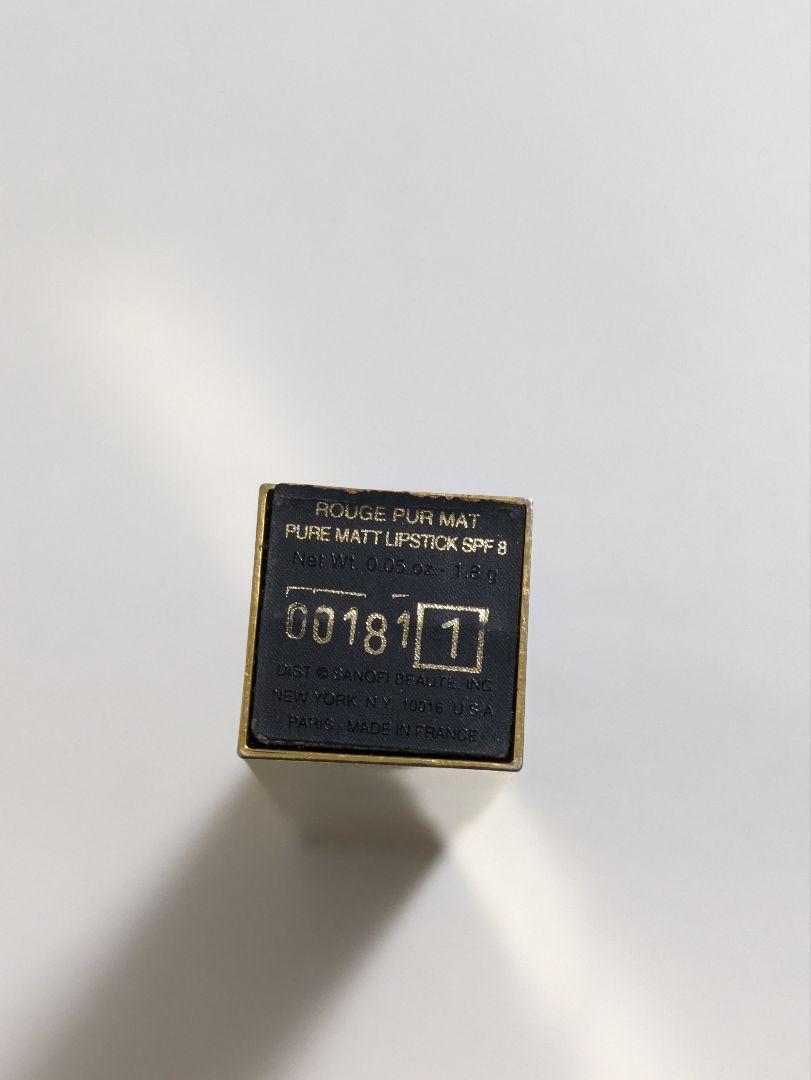 ROUGE PUR MAT
PURE MATT LIPSTICK SPF 8
Net Wt. 0.05 oz - 1.6 g
00181 1
DIST.© SANOFI BEAUTE, INC
NEW YORK, N.Y. 10016 U.S.A.
PARIS . MADE IN FRANCE